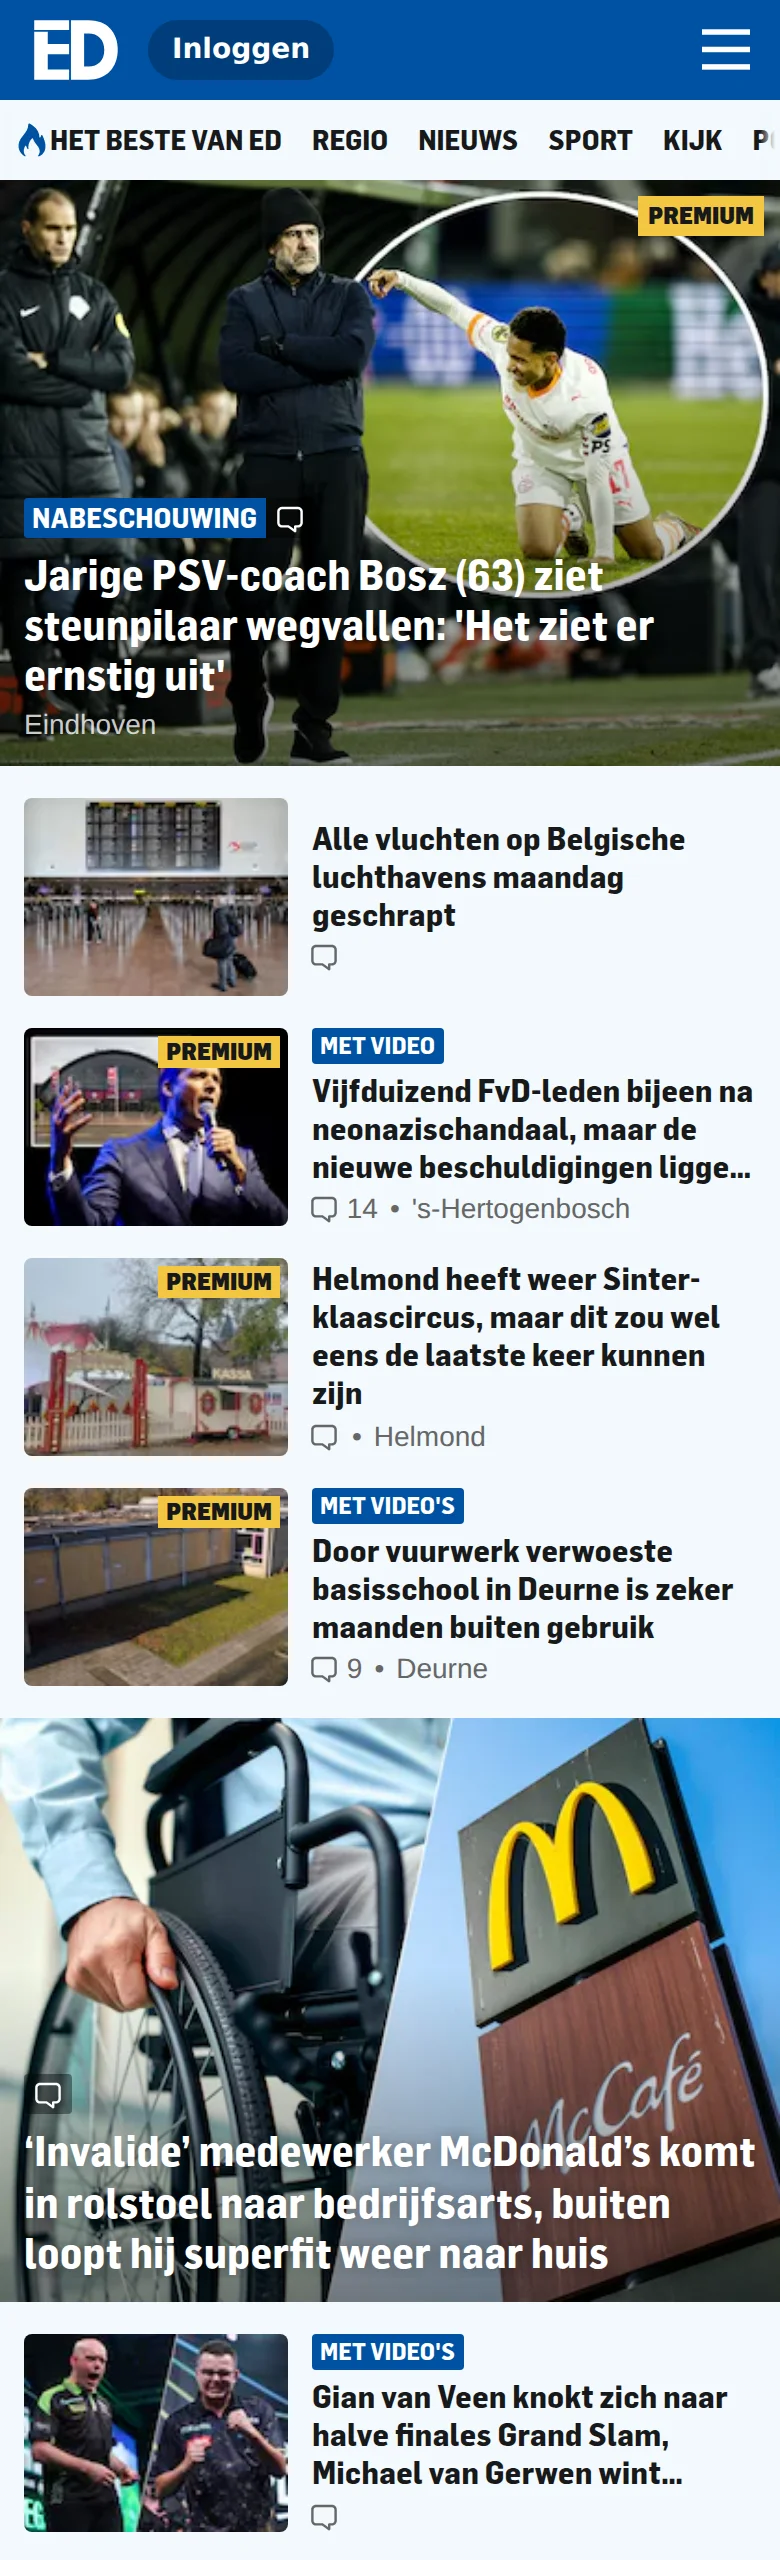 ED
Inloggen
HET BESTE VAN ED REGIO NIEUWS SPORT KIJK
PREMIUM
NABESCHOUWING
Jarige PSV-coach Bosz (63) ziet
steunpilaar wegvallen: 'Het ziet er
ernstig uit'
Eindhoven
Alle vluchten op Belgische
luchthavens maandag
geschrapt
PREMIUM
MET VIDEO
Vijfduizend FvD-leden bijeen na
neonazischandaal, maar de
nieuwe beschuldigingen ligge...
14 • 's-Hertogenbosch
PREMIUM
Helmond heeft weer Sinter-
klaascircus, maar dit zou wel
eens de laatste keer kunnen
zijn
• Helmond
KASSA
PREMIUM
MET VIDEO'S
Door vuurwerk verwoeste
basisschool in Deurne is zeker
maanden buiten gebruik
9 • Deurne
McCafé
‘Invalide’ medewerker McDonald’s komt
in rolstoel naar bedrijfsarts, buiten
loopt hij superfit weer naar huis
MET VIDEO'S
Gian van Veen knokt zich naar
halve finales Grand Slam,
Michael van Gerwen wint...